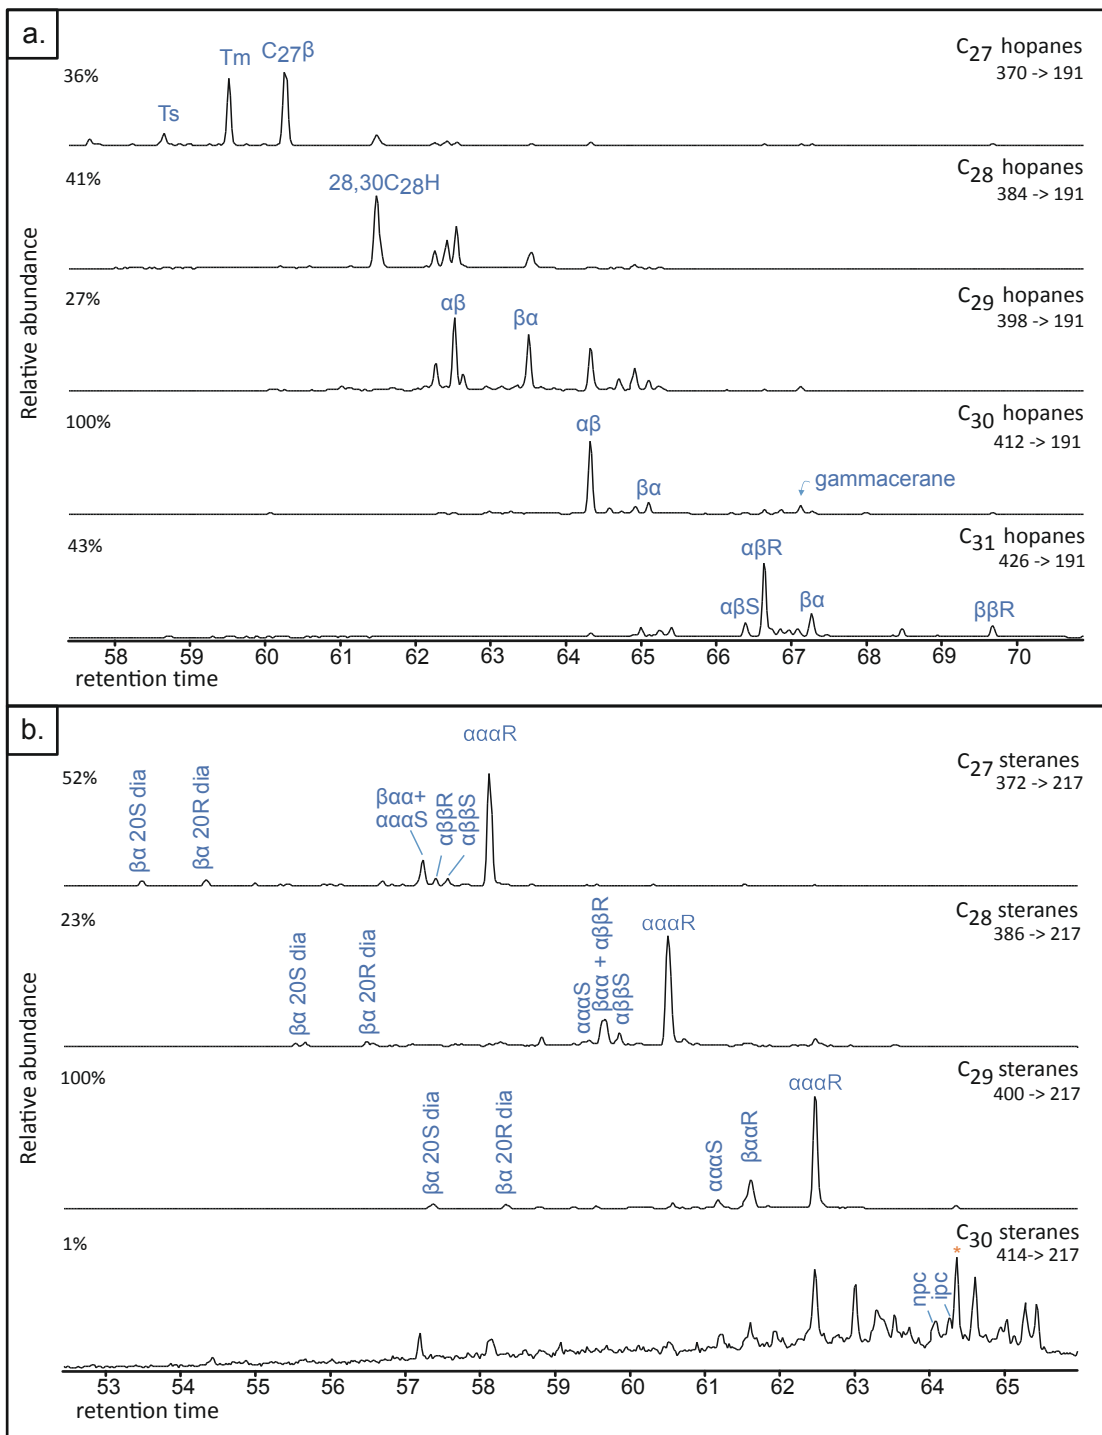 a.
36%
Ts
Tm
C27β
C27 hopanes
370 -> 191
41%
28,30C28H
C28 hopanes
384 -> 191
27%
αβ
βα
C29 hopanes
398 -> 191
100%
αβ
βα
gammacerane
C30 hopanes
412 -> 191
43%
αβS
αβR
βα
ββR
C31 hopanes
426 -> 191
Relative abundance
58 59 60 61 62 63 64 65 66 67 68 69 70
retention time
b.
52%
βα 20S dia
βα 20R dia
βαα+
αααS
αββR
αββS
αααR
C27 steranes
372 -> 217
23%
βα 20S dia
βα 20R dia
αααS
βαα + αββR
αββS
αααR
C28 steranes
386 -> 217
100%
βα 20S dia
βα 20R dia
αααS
βααR
αααR
C29 steranes
400 -> 217
1%
npc
ipc
*
C30 steranes
414-> 217
Relative abundance
53 54 55 56 57 58 59 60 61 62 63 64 65
retention time